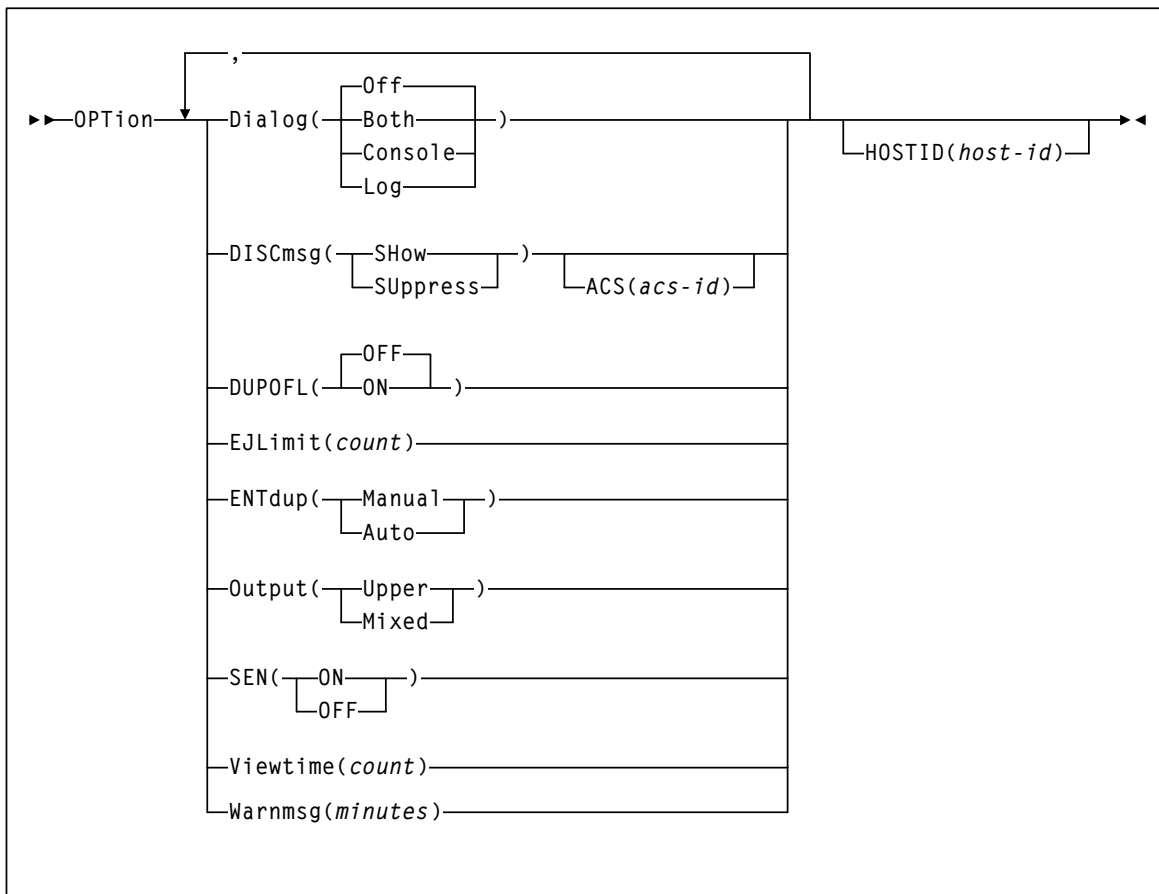 ,
Off
OPTion Dialog( Both )
Console
HOSTID(host-id)
Log
DISCmsg( SHow )
SUppress ACS(acs-id)
OFF
DUPOFL( ON )
EJLimit(count)
ENTdup( Manual )
Auto
Output( Upper )
Mixed
SEN( ON )
OFF
Viewtime(count)
Warnmsg(minutes)